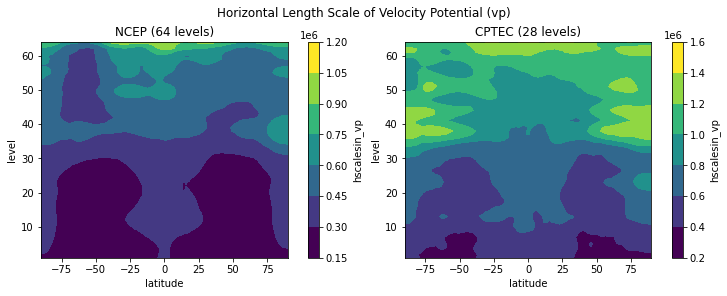 Horizontal Length Scale of Velocity Potential (vp)
NCEP (64 levels)
CPTEC (28 levels)
1e6
1e6
60
50
40
30
20
10
level
−75 −50 −25 0 25 50 75
latitude
1.20
1.05
0.90
0.75
0.60
0.45
0.30
0.15
hscalesin_vp
60
50
40
30
20
10
level
−75 −50 −25 0 25 50 75
latitude
1.6
1.4
1.2
1.0
0.8
0.6
0.4
0.2
hscalesin_vp